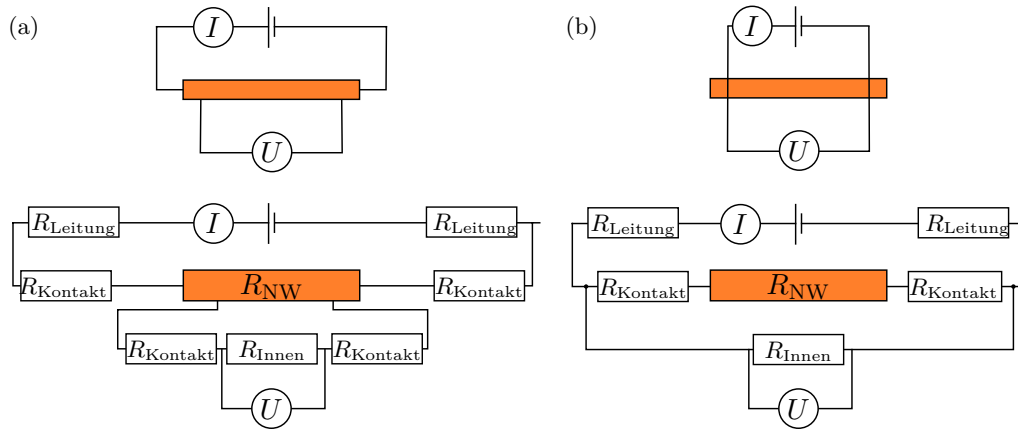 (a)
I
U
(b)
I
U
R_Leitung I R_Leitung
R_Kontakt R_NW R_Kontakt
R_Kontakt R_Innen R_Kontakt
U
R_Leitung I R_Leitung
R_Kontakt R_NW R_Kontakt
R_Innen
U